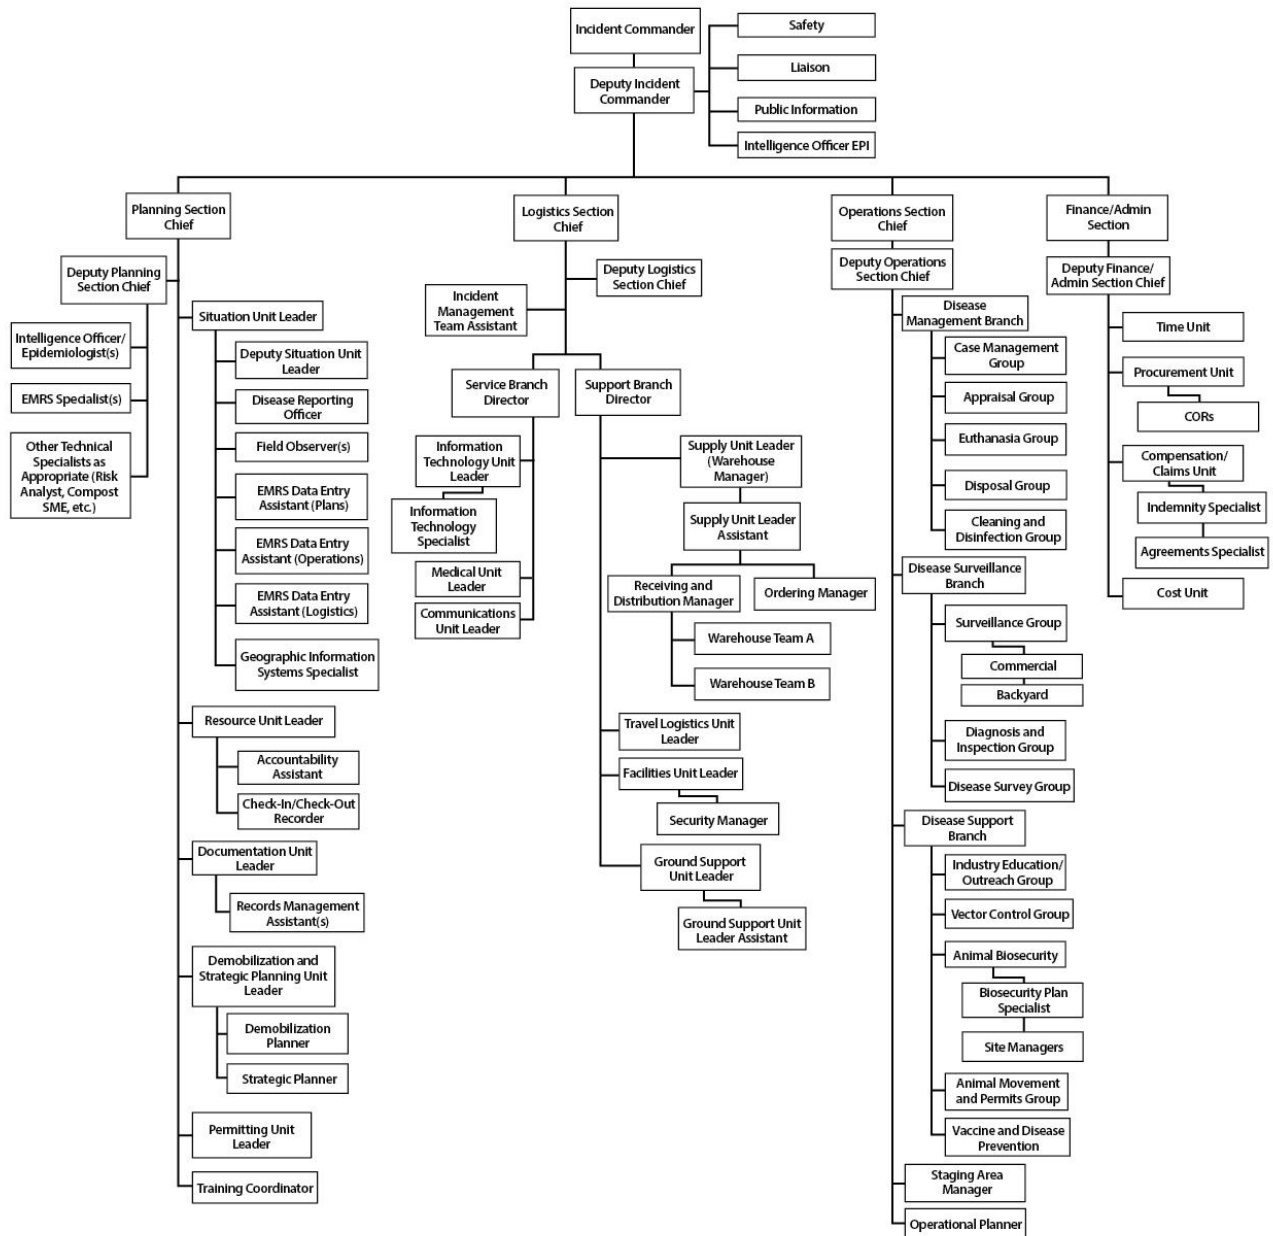 Incident Commander
Deputy Incident
Commander
Safety
Liaison
Public Information
Intelligence Officer EPI
Planning Section
Chief
Deputy Planning
Section Chief
Intelligence Officer/
Epidemiologist(s)
EMRS Specialist(s)
Other Technical
Specialists as
Appropriate (Risk
Analyst, Compost
SME, etc.)
Situation Unit Leader
Deputy Situation Unit
Leader
Disease Reporting
Officer
Field Observer(s)
EMRS Data Entry
Assistant (Plans)
EMRS Data Entry
Assistant (Operations)
EMRS Data Entry
Assistant (Logistics)
Geographic Information
Systems Specialist
Resource Unit Leader
Accountability
Assistant
Check-In/Check-Out
Recorder
Documentation Unit
Leader
Records Management
Assistant(s)
Demobilization and
Strategic Planning Unit
Leader
Demobilization
Planner
Strategic Planner
Permitting Unit
Leader
Training Coordinator
Logistics Section
Chief
Deputy Logistics
Section Chief
Incident
Management
Team Assistant
Service Branch
Director
Information
Technology Unit
Leader
Information
Technology
Specialist
Medical Unit
Leader
Communications
Unit Leader
Support Branch
Director
Supply Unit Leader
(Warehouse
Manager)
Supply Unit Leader
Assistant
Receiving and
Distribution Manager
Ordering Manager
Warehouse Team A
Warehouse Team B
Travel Logistics Unit
Leader
Facilities Unit Leader
Security Manager
Ground Support
Unit Leader
Ground Support Unit
Leader Assistant
Operations Section
Chief
Deputy Operations
Section Chief
Disease
Management Branch
Case Management
Group
Appraisal Group
Euthanasia Group
Disposal Group
Cleaning and
Disinfection Group
Disease Surveillance
Branch
Surveillance Group
Commercial
Backyard
Diagnosis and
Inspection Group
Disease Survey Group
Disease Support
Branch
Industry Education/
Outreach Group
Vector Control Group
Animal Biosecurity
Biosecurity Plan
Specialist
Site Managers
Animal Movement
and Permits Group
Vaccine and Disease
Prevention
Staging Area
Manager
Operational Planner
Finance/Admin
Section
Deputy Finance/
Admin Section Chief
Time Unit
Procurement Unit
CORs
Compensation/
Claims Unit
Indemnity Specialist
Agreements Specialist
Cost Unit